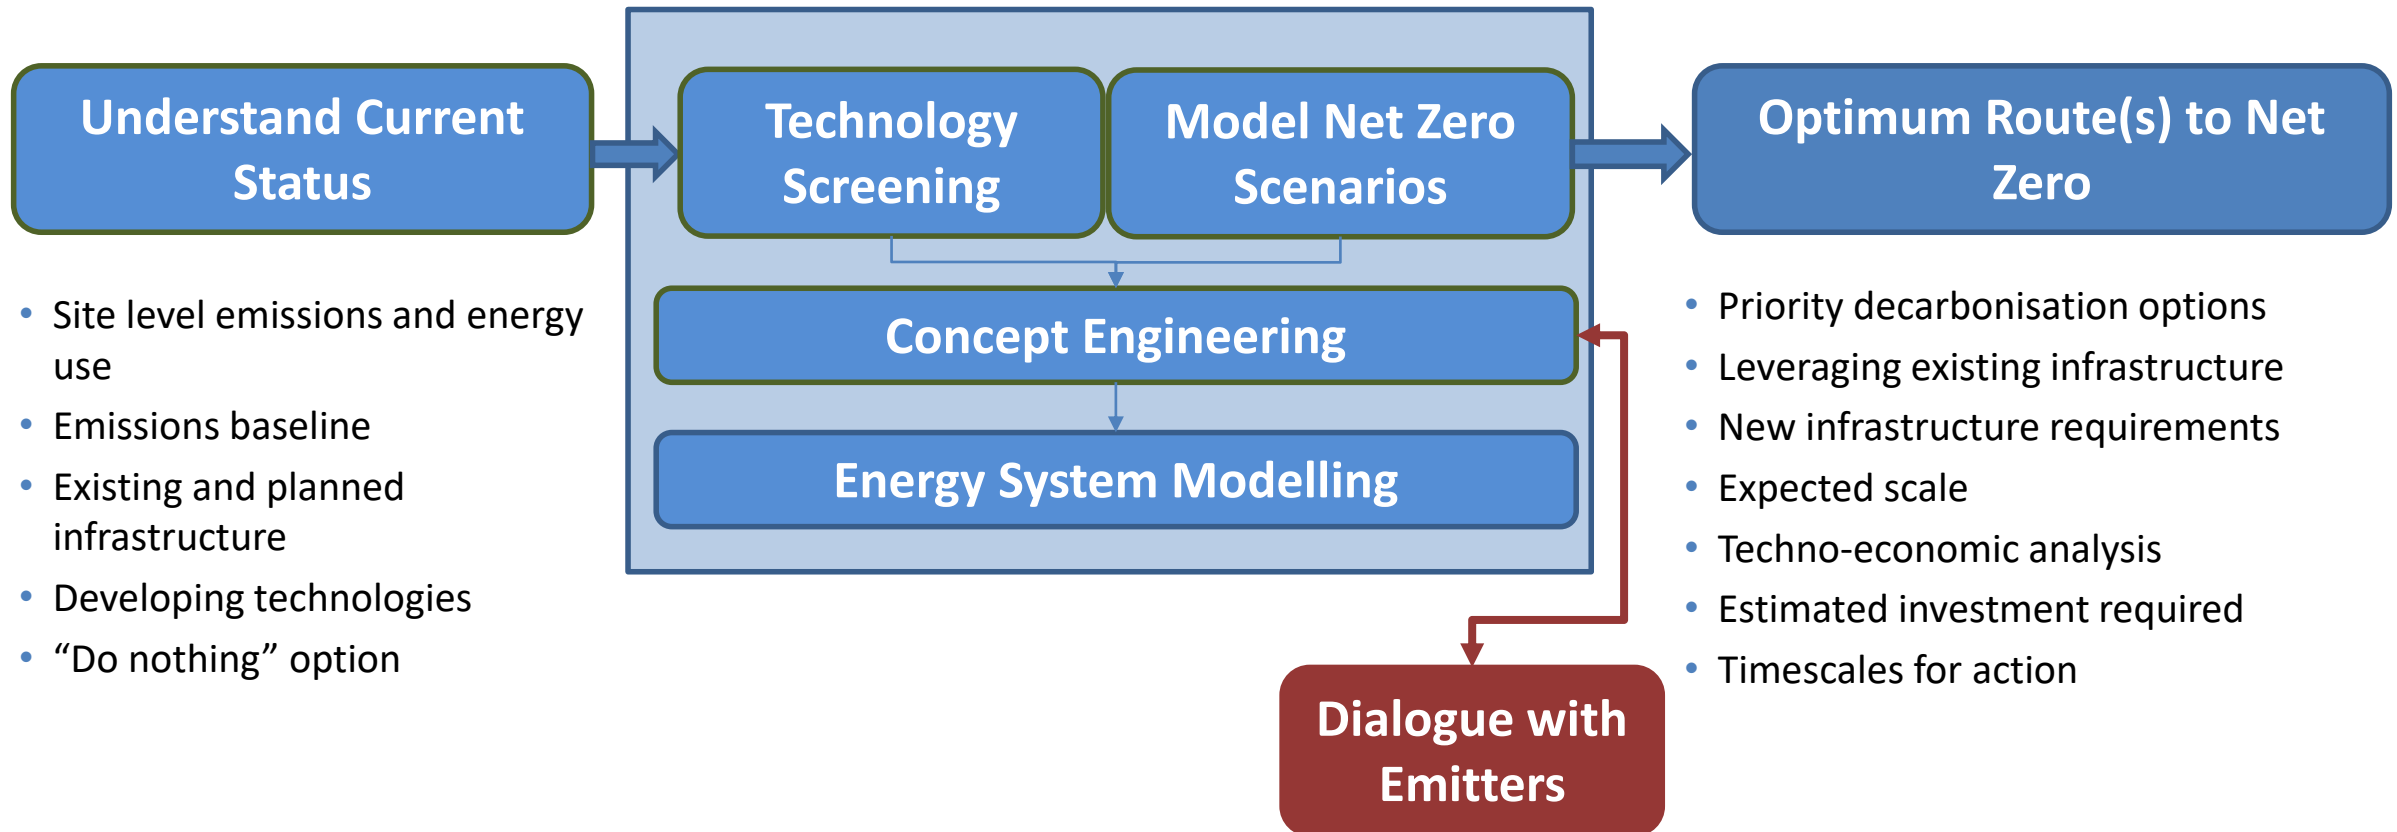 Understand Current
Status
• Site level emissions and energy
use
• Emissions baseline
• Existing and planned
infrastructure
• Developing technologies
• “Do nothing” option
Technology
Screening
Model Net Zero
Scenarios
Concept Engineering
Energy System Modelling
Dialogue with
Emitters
Optimum Route(s) to Net
Zero
• Priority decarbonisation options
• Leveraging existing infrastructure
• New infrastructure requirements
• Expected scale
• Techno-economic analysis
• Estimated investment required
• Timescales for action